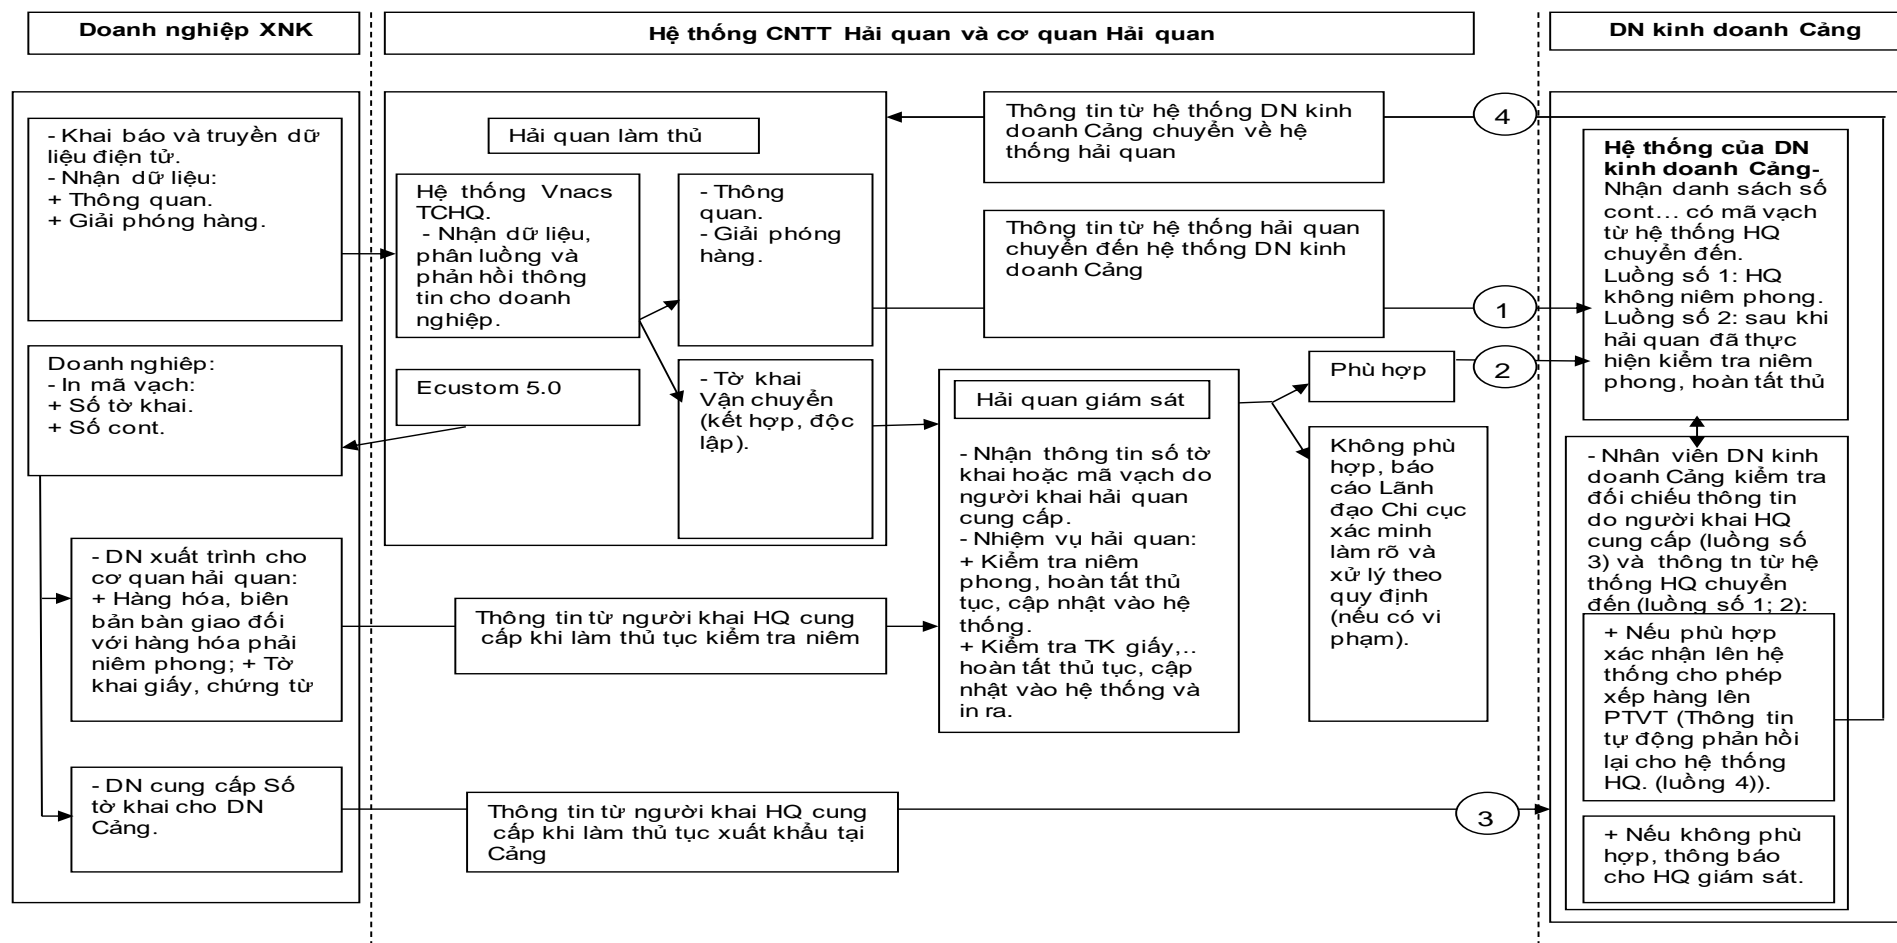 Doanh nghiệp XNK
Hệ thống CNTT Hải quan và cơ quan Hải quan
DN kinh doanh Cảng
- Khai báo và truyền dữ
liệu điện tử.
- Nhận dữ liệu:
+ Thông quan.
+ Giải phóng hàng.
Doanh nghiêp:
- In mã vạch:
+ Số tờ khai.
+ Số cont.
- DN xuất trình cho
cơ quan hải quan:
+ Hàng hóa, biên
bản bàn giao đối
với hàng hóa phải
niêm phong; + Tờ
khai giấy, chứng từ
- DN cung cấp Số
tờ khai cho DN
Cảng.
Hải quan làm thủ
Hệ thống Vnacs
TCHQ.
- Nhận dữ liệu,
phân luồng và
phản hồi thông
tin cho doanh
nghiệp.
- Thông
quan.
- Giải phóng
hàng.
Ecustom 5.0
- Tờ khai
Vận chuyển
(kết hợp, độc
lập).
Thông tin từ hệ thống DN kinh
doanh Cảng chuyển về hệ
thống hải quan
4
Thông tin từ hệ thống hải quan
chuyển đến hệ thống DN kinh
doanh Cảng
1
Hải quan giám sát
- Nhận thông tin số tờ
khai hoặc mã vạch do
người khai hải quan
cung cấp.
- Nhiệm vụ hải quan:
+ Kiểm tra niêm
phong, hoàn tất thủ
tục, cập nhật vào hệ
thống.
+ Kiểm tra TK giấy,..
hoàn tất thủ tục, cập
nhật vào hệ thống và
in ra.
Phù hợp
2
Không phù
hợp, báo
cáo Lãnh
đạo Chi cục
xác minh
làm rõ và
xử lý theo
quy định
(nếu có vi
phạm).
Thông tin từ người khai HQ cung
cấp khi làm thủ tục kiểm tra niêm
Thông tin từ người khai HQ cung
cấp khi làm thủ tục xuất khẩu tại
Cảng
3
Hệ thống của DN
kinh doanh Cảng-
Nhận danh sách số
cont… có mã vạch
từ hệ thống HQ
chuyển đến.
Luồng số 1: HQ
không niêm phong.
Luồng số 2: sau khi
hải quan đã thực
hiện kiểm tra niêm
phong, hoàn tất thủ
- Nhân viên DN kinh
doanh Cảng kiểm tra
đối chiếu thông tin
do người khai HQ
cung cấp (luồng số
3) và thông tn từ hệ
thống HQ chuyển
đến (luồng số 1; 2):
+ Nếu phù hợp
xác nhận lên hệ
thống cho phép
xếp hàng lên
PTVT (Thông tin
tự động phản hồi
lại cho hệ thống
HQ. (luồng 4)).
+ Nếu không phù
hợp, thông báo
cho HQ giám sát.